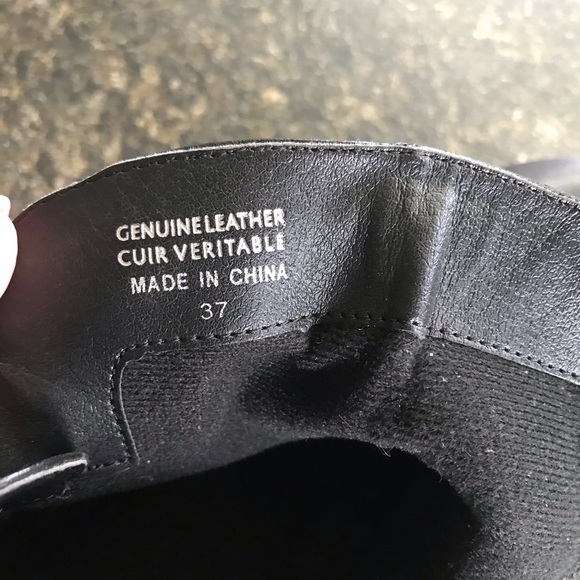 GENUINE LEATHER
CUIR VERITABLE
MADE IN CHINA
37